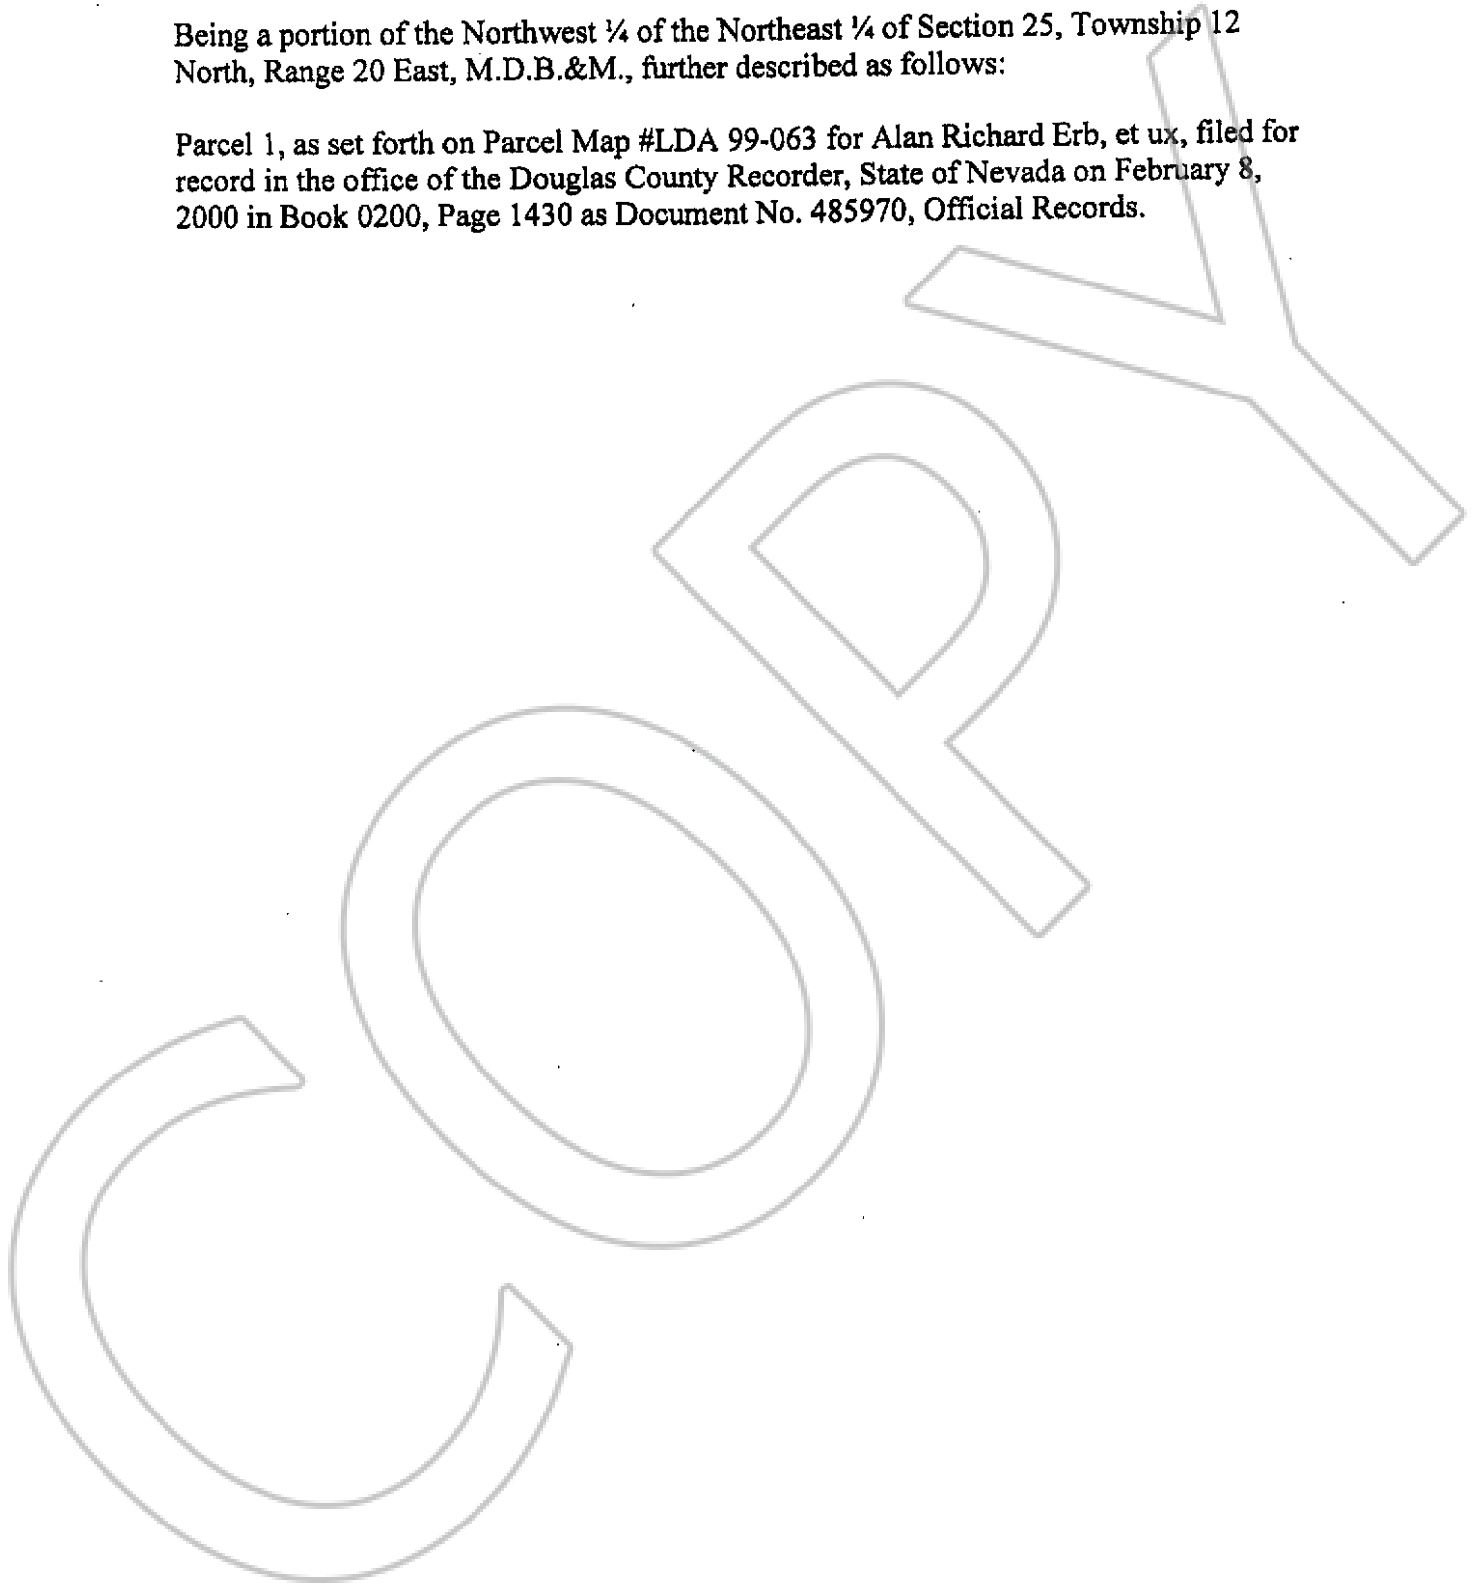 Being a portion of the Northwest ¼ of the Northeast ¼ of Section 25, Township 12
North, Range 20 East, M.D.B.&M., further described as follows:
Parcel 1, as set forth on Parcel Map #LDA 99-063 for Alan Richard Erb, et ux, filed for
record in the office of the Douglas County Recorder, State of Nevada on February 8,
2000 in Book 0200, Page 1430 as Document No. 485970, Official Records.
COPY